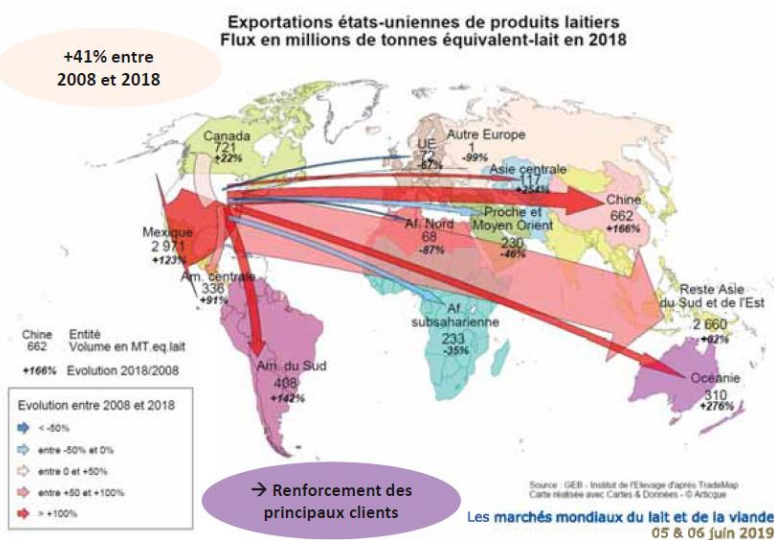 Exportations états-uniennes de produits laitiers
Flux en millions de tonnes équivalent-lait en 2018
+41% entre
2008 et 2018
Canada
721
+22%
UE
72
-67%
Autre Europe
1
-99%
Asie centrale
117
+254%
Chine
662
+166%
Mexique
2 971
+123%
Am. centrale
336
+91%
Af. Nord
68
-87%
Proche et
Moyen Orient
230
-46%
Reste Asie
du Sud et de l'Est
2 660
+92%
Af.
subsaharienne
233
-35%
Am. du Sud
408
+142%
Océanie
310
+276%
Chine Entité
662 Volume en MT.eq.lait
+166% Evolution 2018/2008
Evolution entre 2008 et 2018
< -50%
entre -50% et 0%
entre 0 et +50%
entre +50 et +100%
> +100%
→ Renforcement des
principaux clients
Source : GEB - Institut de l'Elevage d'après TradeMap
Carte réalisée avec Cartes & Données - © Articque
Les marchés mondiaux du lait et de la viande
05 & 06 juin 2019